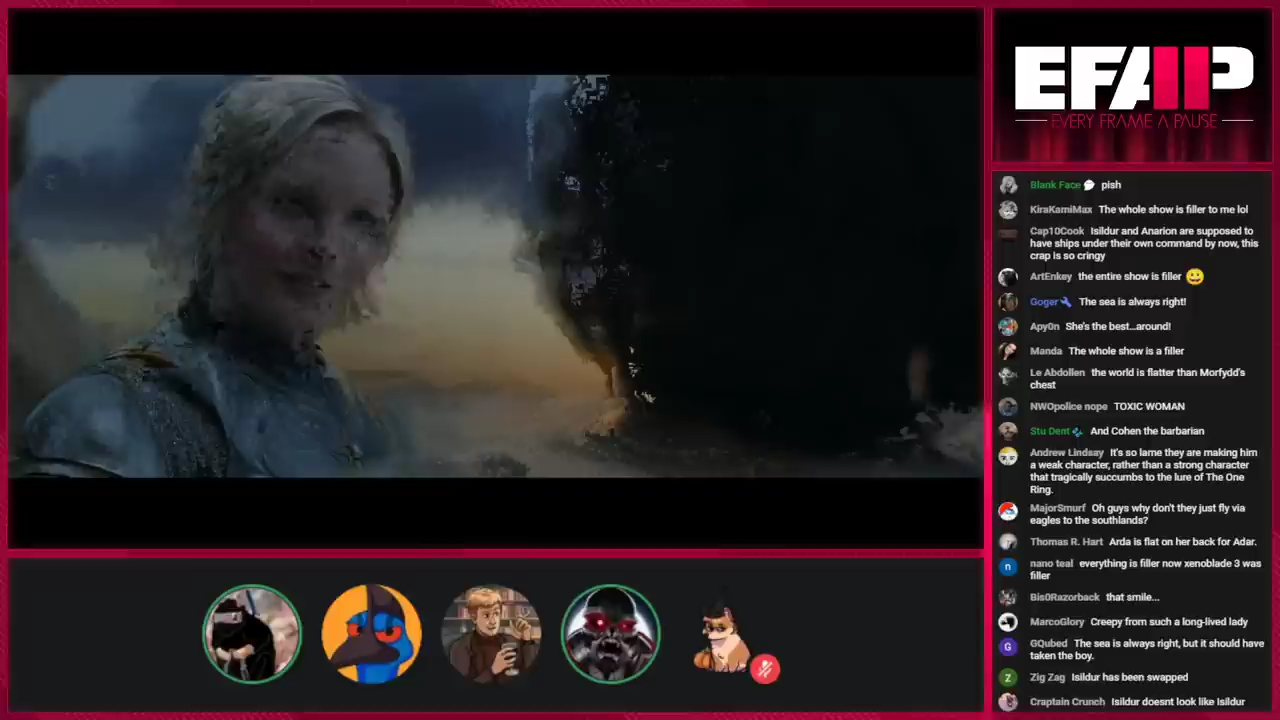 EFAP
EVERY FRAME A PAUSE
Blank Face pish
KiraKamiMax The whole show is filler to me lol
Cap10Cook Isildur and Anarion are supposed to
have ships under their own command by now, this
crap is so cringy
ArtEnkey the entire show is filler
Goger The sea is always right!
Apy0n She's the best...around!
Manda The whole show is a filler
Le Abdollen the world is flatter than Morfydd's
chest
NWOpolice nope TOXIC WOMAN
Stu Dent And Cohen the barbarian
Andrew Lindsay It's so lame they are making him
a weak character, rather than a strong character
that tragically succumbs to the lure of The One
Ring.
MajorSmurf Oh guys why don't they just fly via
eagles to the southlands?
Thomas R. Hart Arda is flat on her back for Adar.
n nano teal everything is filler now xenoblade 3 was
filler
Bis0Razorback that smile...
MarcoGlory Creepy from such a long-lived lady
G GQubed The sea is always right, but it should have
taken the boy.
Z Zig Zag Isildur has been swapped
Craptain Crunch Isildur doesnt look like Isildur